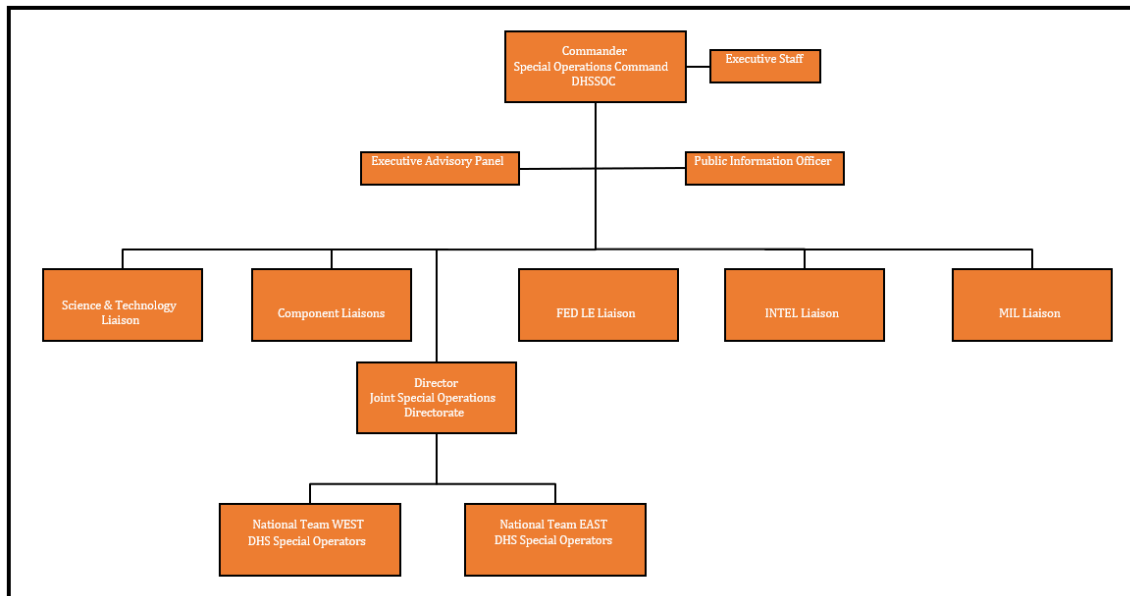 Commander
Special Operations Command
DHSSOC
Executive Staff
Executive Advisory Panel
Public Information Officer
Science & Technology
Liaison
Component Liaisons
FED LE Liaison
INTEL Liaison
MIL Liaison
Director
Joint Special Operations
Directorate
National Team WEST
DHS Special Operators
National Team EAST
DHS Special Operators